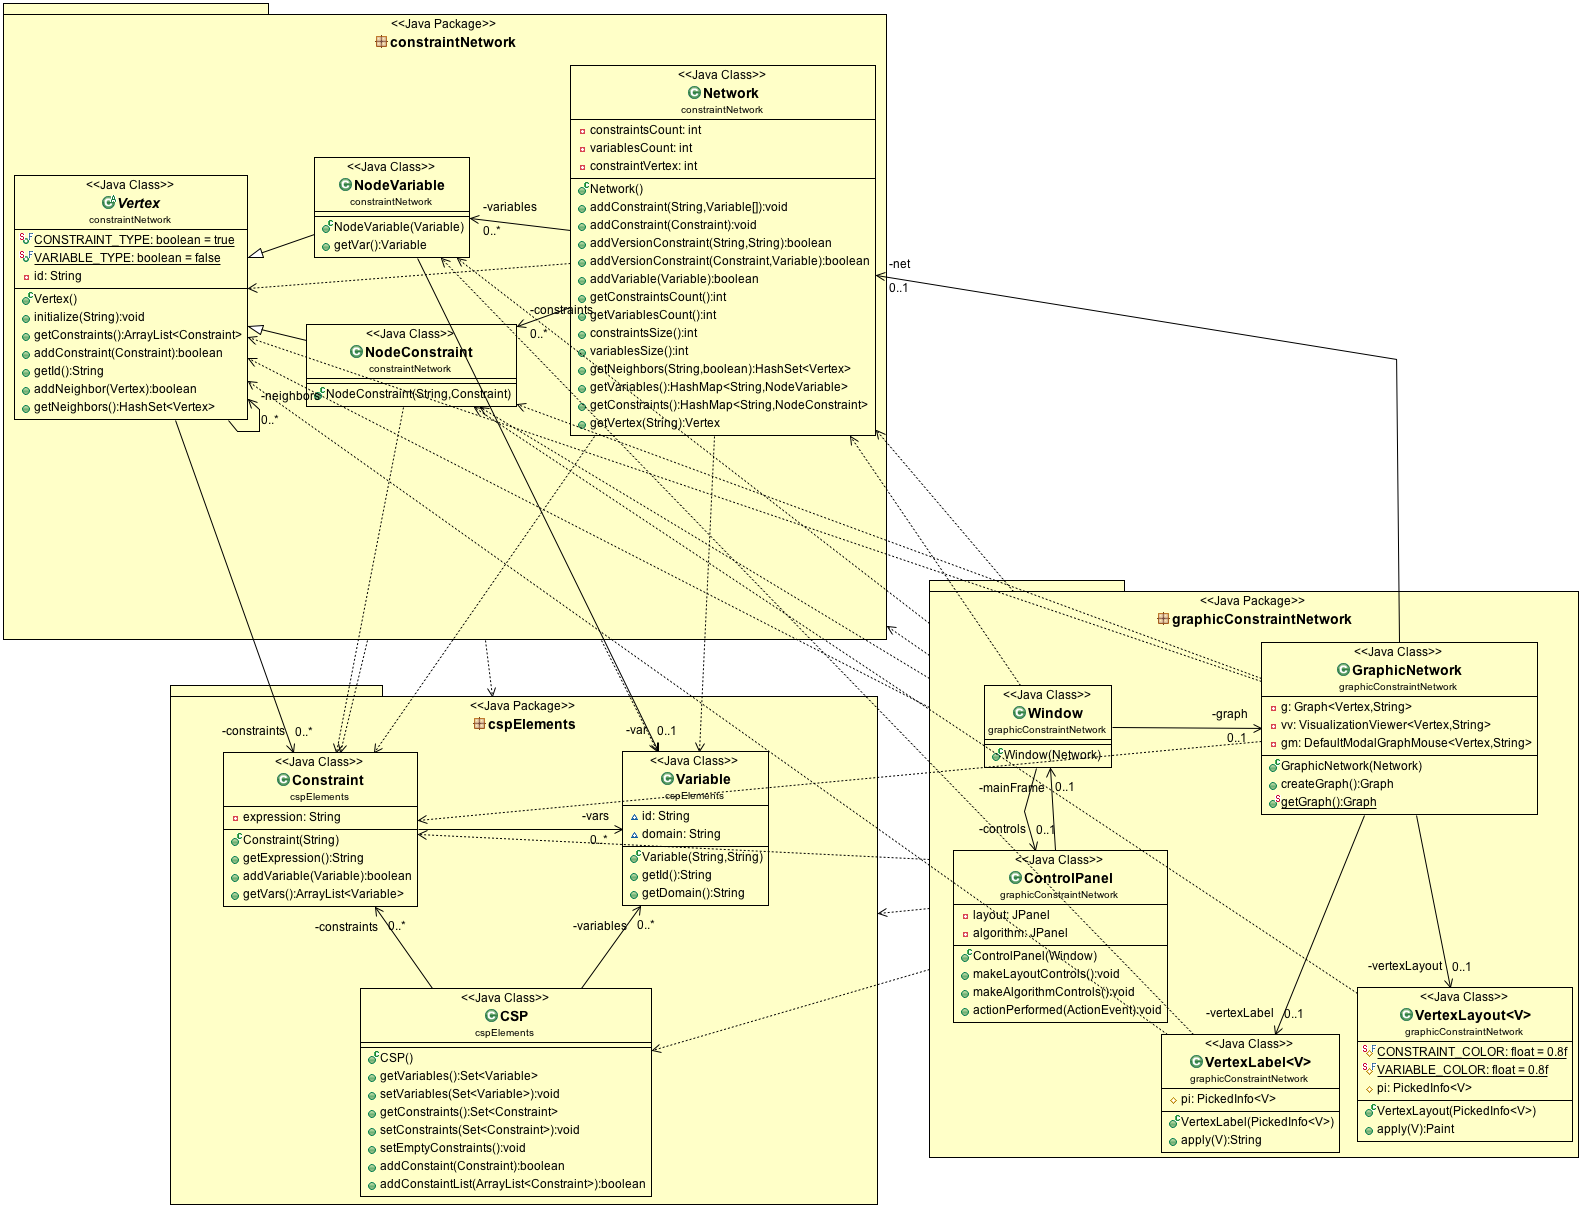 <<Java Package>>
constraintNetwork
<<Java Class>>
Network
constraintNetwork
constraintsCount: int
variablesCount: int
constraintVertex: int
Network()
addConstraint(String,Variable[]):void
addConstraint(Constraint):void
addVersionConstraint(String,String):boolean
addVersionConstraint(Constraint,Variable):boolean
addVariable(Variable):boolean
getConstraintsCount():int
getVariablesCount():int
constraintsSize():int
variablesSize():int
getNeighbors(String,boolean):HashSet<Vertex>
getVariables():HashMap<String,NodeVariable>
getConstraints():HashMap<String,NodeConstraint>
getVertex(String):Vertex
<<Java Class>>
NodeVariable
constraintNetwork
NodeVariable(Variable)
getVar():Variable
-variables
0..*
<<Java Class>>
Vertex
constraintNetwork
CONSTRAINT_TYPE: boolean = true
VARIABLE_TYPE: boolean = false
id: String
Vertex()
initialize(String):void
getConstraints():ArrayList<Constraint>
addConstraint(Constraint):boolean
getId():String
addNeighbor(Vertex):boolean
getNeighbors():HashSet<Vertex>
-neighbors
0..*
-constraints
0..*
<<Java Class>>
NodeConstraint
constraintNetwork
NodeConstraint(String,Constraint)
-net
0..1
<<Java Package>>
graphicConstraintNetwork
<<Java Class>>
GraphicNetwork
graphicConstraintNetwork
g: Graph<Vertex,String>
vv: VisualizationViewer<Vertex,String>
gm: DefaultModalGraphMouse<Vertex,String>
GraphicNetwork(Network)
createGraph():Graph
getGraph():Graph
<<Java Class>>
Window
graphicConstraintNetwork
Window(Network)
-graph
0..1
-mainFrame
0..1
-controls
0..1
<<Java Class>>
ControlPanel
graphicConstraintNetwork
layout: JPanel
algorithm: JPanel
ControlPanel(Window)
makeLayoutControls():void
makeAlgorithmControls():void
actionPerformed(ActionEvent):void
-vertexLayout
0..1
-vertexLabel
0..1
<<Java Class>>
VertexLayout<V>
graphicConstraintNetwork
CONSTRAINT_COLOR: float = 0.8f
VARIABLE_COLOR: float = 0.8f
pi: PickedInfo<V>
VertexLayout(PickedInfo<V>)
apply(V):Paint
<<Java Class>>
VertexLabel<V>
graphicConstraintNetwork
pi: PickedInfo<V>
VertexLabel(PickedInfo<V>)
apply(V):String
<<Java Package>>
cspElements
-constraints
0..*
-var
0..1
<<Java Class>>
Constraint
cspElements
expression: String
Constraint(String)
getExpression():String
addVariable(Variable):boolean
getVars():ArrayList<Variable>
-vars
0..*
<<Java Class>>
Variable
cspElements
id: String
domain: String
Variable(String,String)
getId():String
getDomain():String
-constraints
0..*
-variables
0..*
<<Java Class>>
CSP
cspElements
CSP()
getVariables():Set<Variable>
setVariables(Set<Variable>):void
getConstraints():Set<Constraint>
setConstraints(Set<Constraint>):void
setEmptyConstraints():void
addConstaint(Constraint):boolean
addConstaintList(ArrayList<Constraint>):boolean